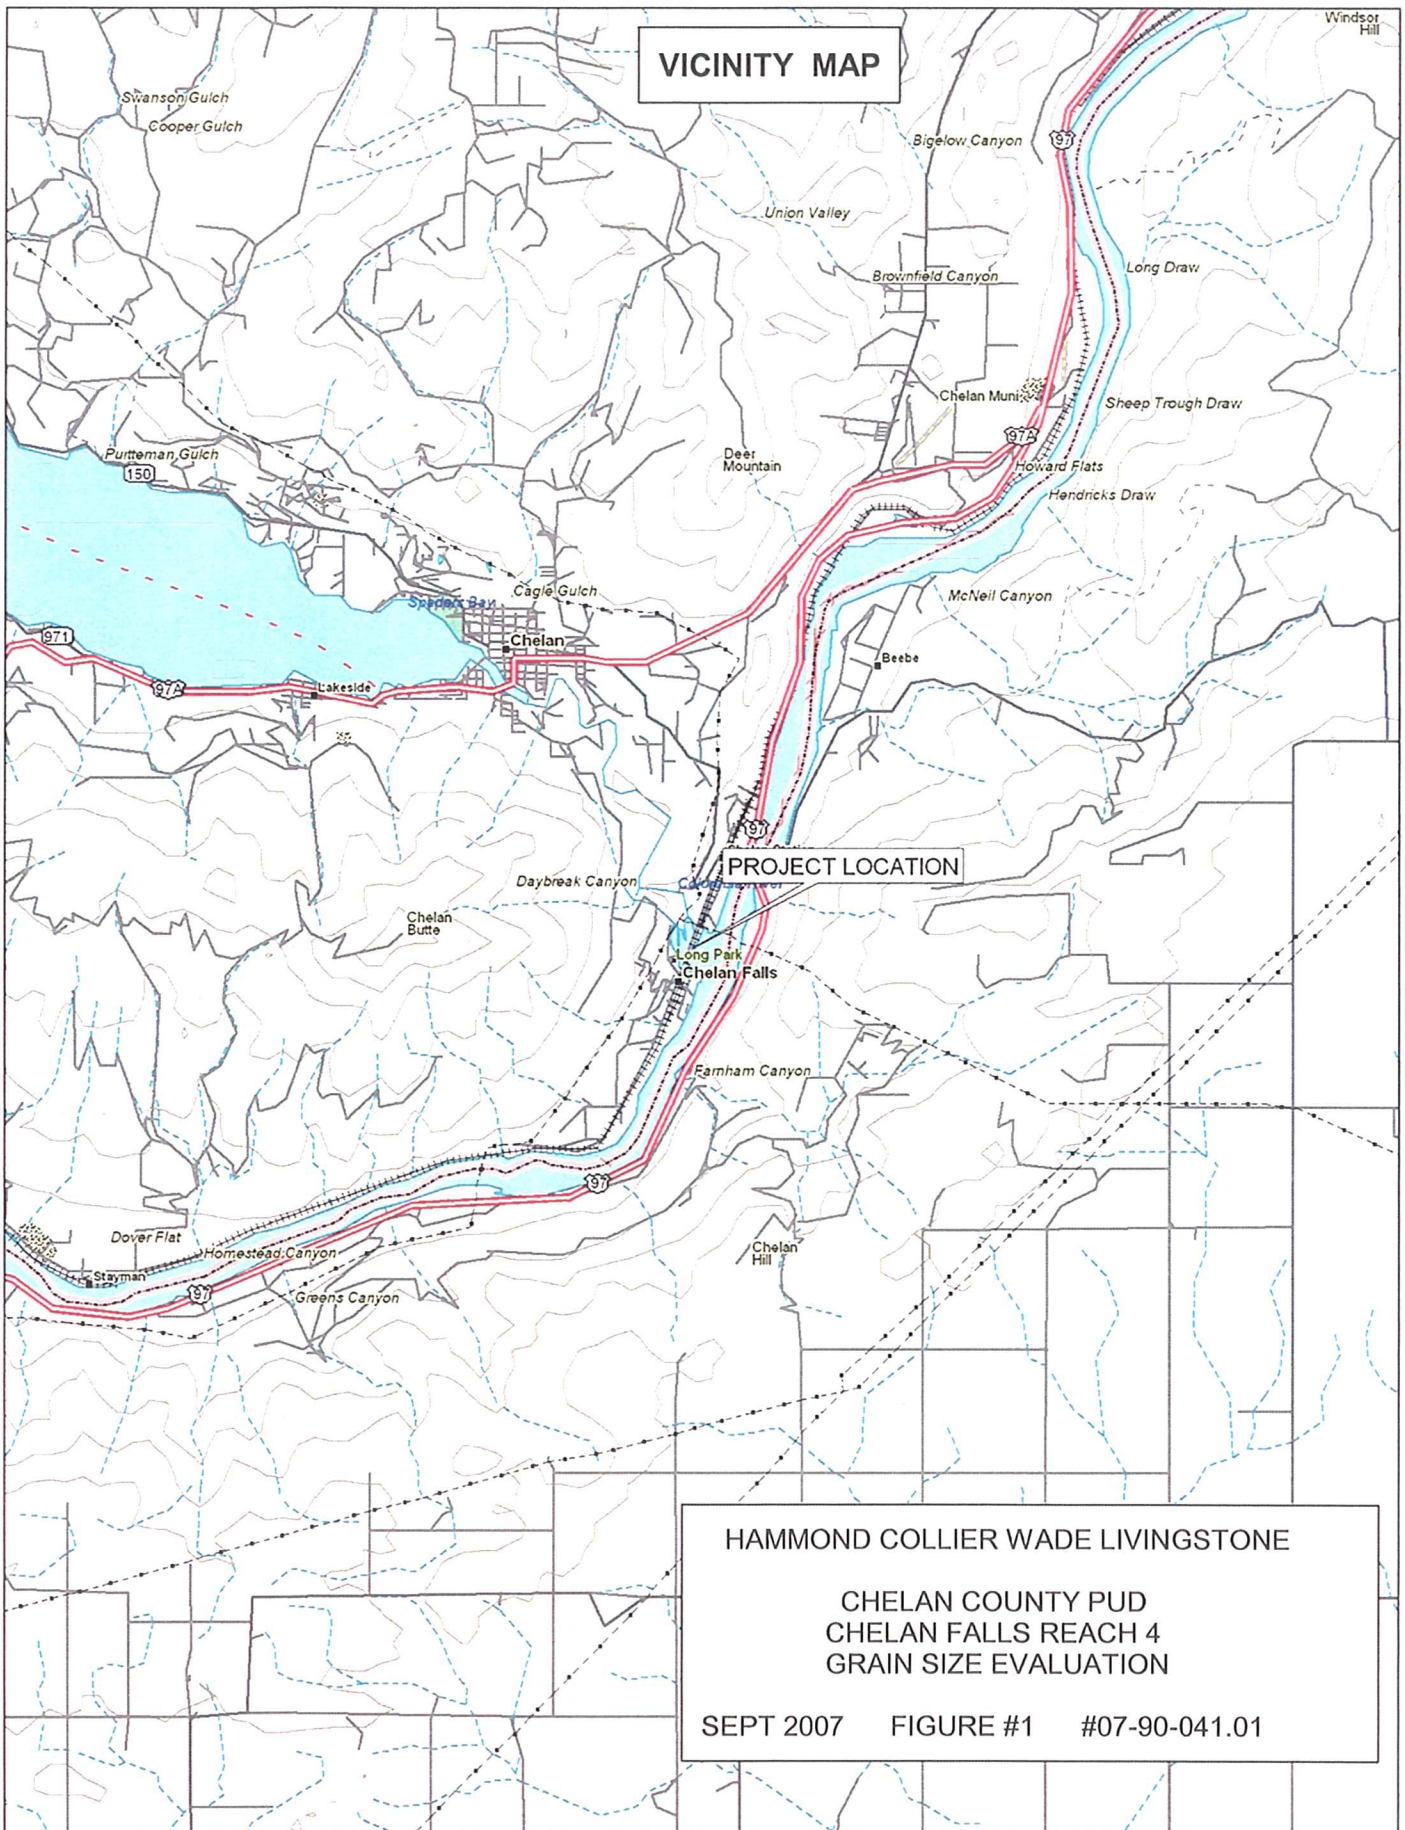 VICINITY MAP
Windsor
Hill
Swanson Gulch
Cooper Gulch
Bigelow Canyon
97
Union Valley
Brownfield Canyon
Long Draw
Chelan Muni
Sheep Trough Draw
97A
Purtteman Gulch
150
Deer
Mountain
Howard Flats
Hendricks Draw
Cagle Gulch
McNeil Canyon
Spaders Bay
971
Chelan
Beebe
97A
Lakeside
97
PROJECT LOCATION
Daybreak Canyon
Chelan
Butte
Long Park
Chelan Falls
Farnham Canyon
97
Dover Flat
Homestead Canyon
Chelan
Hill
Stayman
97
Greens Canyon
HAMMOND COLLIER WADE LIVINGSTONE
CHELAN COUNTY PUD
CHELAN FALLS REACH 4
GRAIN SIZE EVALUATION
SEPT 2007 FIGURE #1 #07-90-041.01